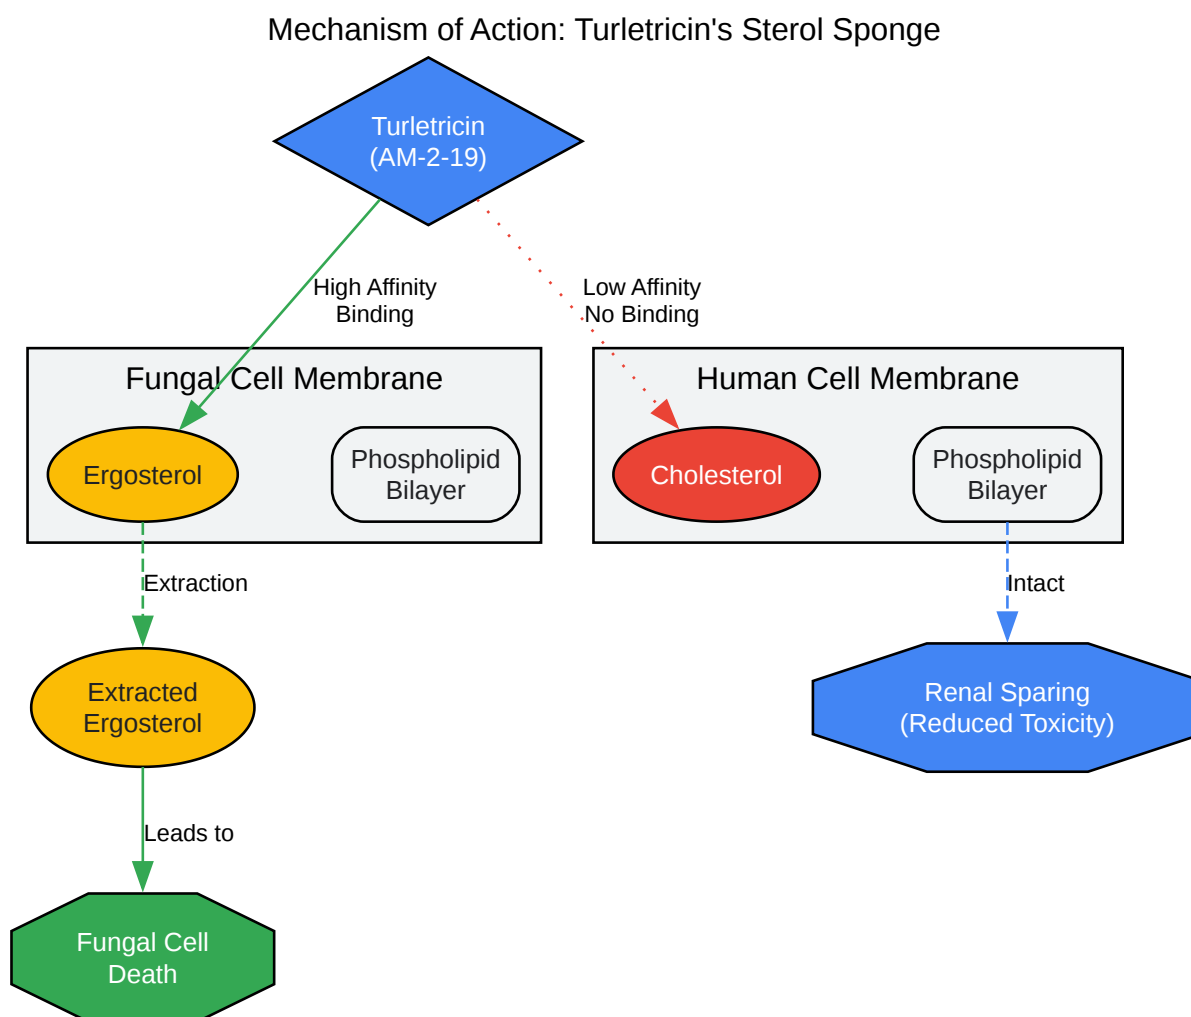 Mechanism of Action: Turletricin's Sterol Sponge
Turletricin
(AM-2-19)
High Affinity
Binding
Low Affinity
No Binding
Fungal Cell Membrane
Human Cell Membrane
Ergosterol
Phospholipid
Bilayer
Cholesterol
Phospholipid
Bilayer
Extraction
Intact
Extracted
Ergosterol
Renal Sparing
(Reduced Toxicity)
Leads to
Fungal Cell
Death